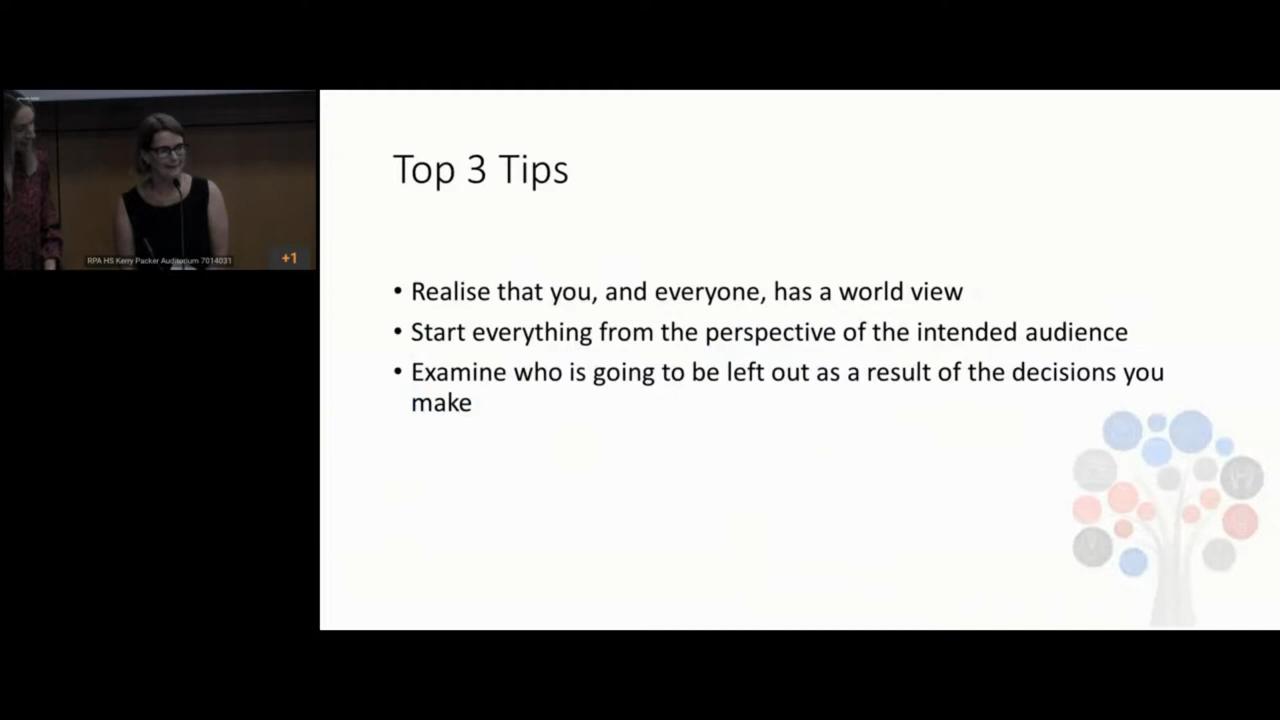 Top 3 Tips
RPA HS Kerry Packer Auditorium 7014031
+1
• Realise that you, and everyone, has a world view
• Start everything from the perspective of the intended audience
• Examine who is going to be left out as a result of the decisions you
make